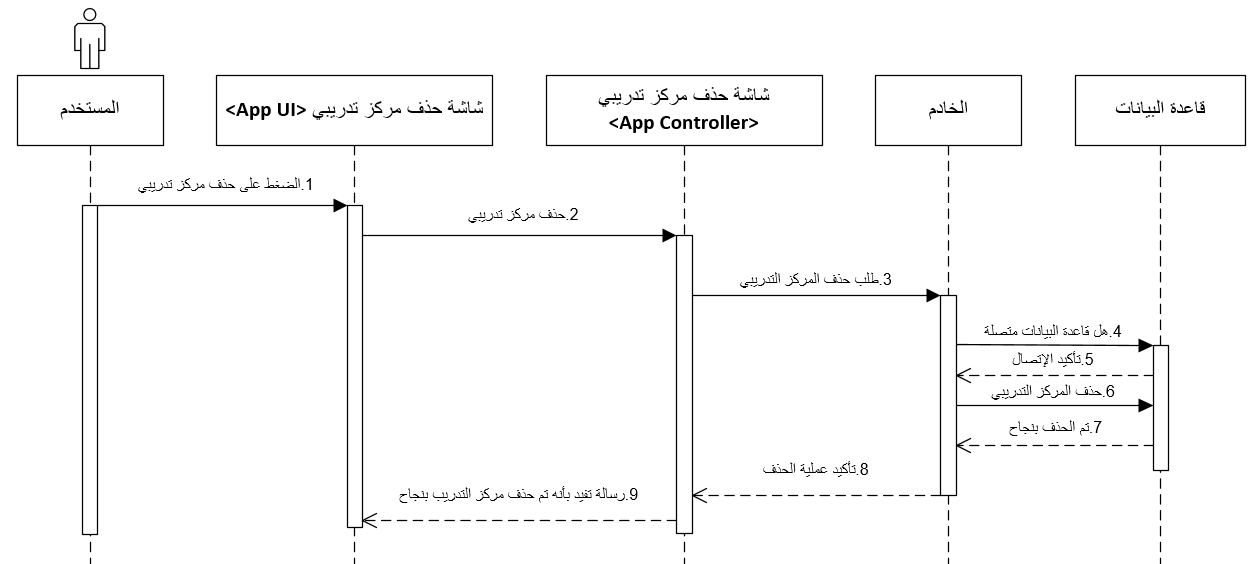 المستخدم
شاشة حذف مركز تدريبي <App UI>
شاشة حذف مركز تدريبي
<App Controller>
الخادم
قاعدة البيانات
1.الضغط على حذف مركز تدريبي
2.حذف مركز تدريبي
3.طلب حذف المركز التدريبي
4.هل قاعدة البيانات متصلة
5.تأكيد الإتصال
6.حذف المركز التدريبي
7.تم الحذف بنجاح
8.تأكيد عملية الحذف
9.رسالة تفيد بأنه تم حذف مركز التدريب بنجاح